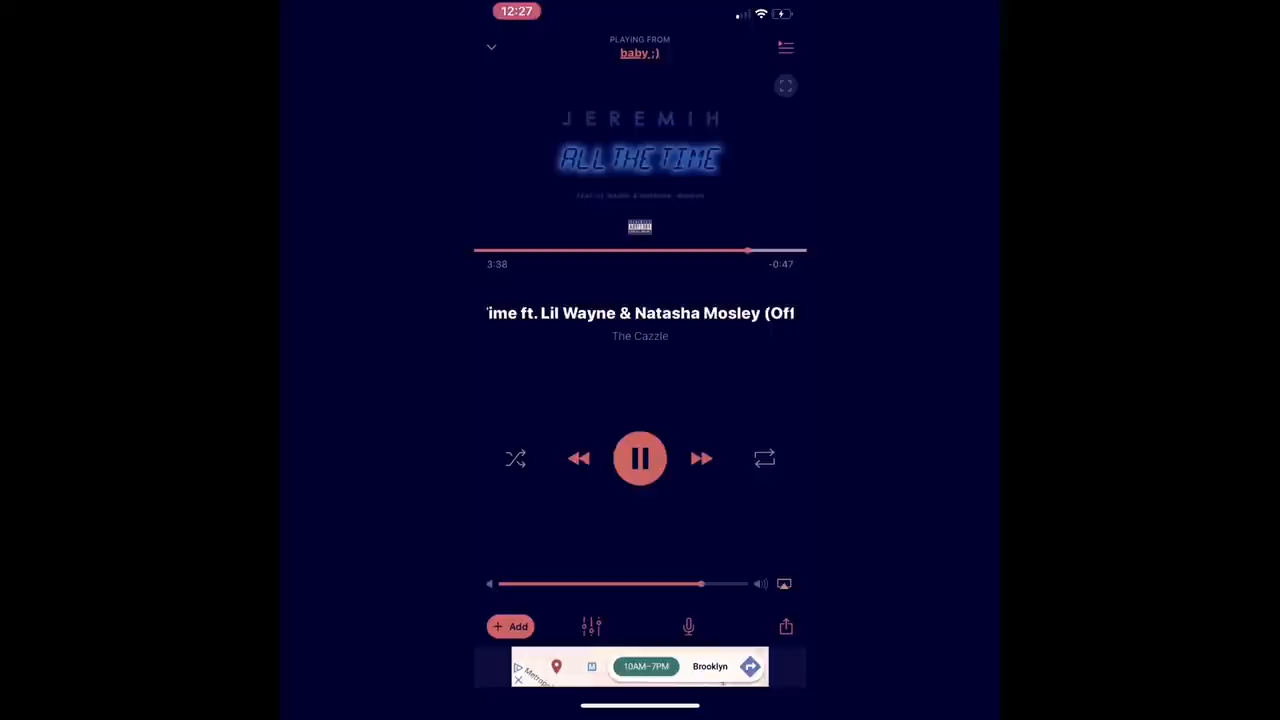 12:27
PLAYING FROM
baby ;)
JEREMIH
ALL THE TIME
3:38
-0:47
ime ft. Lil Wayne & Natasha Mosley (Off
The Cazzle
+ Add
M
10AM–7PM
Brooklyn
Metrop